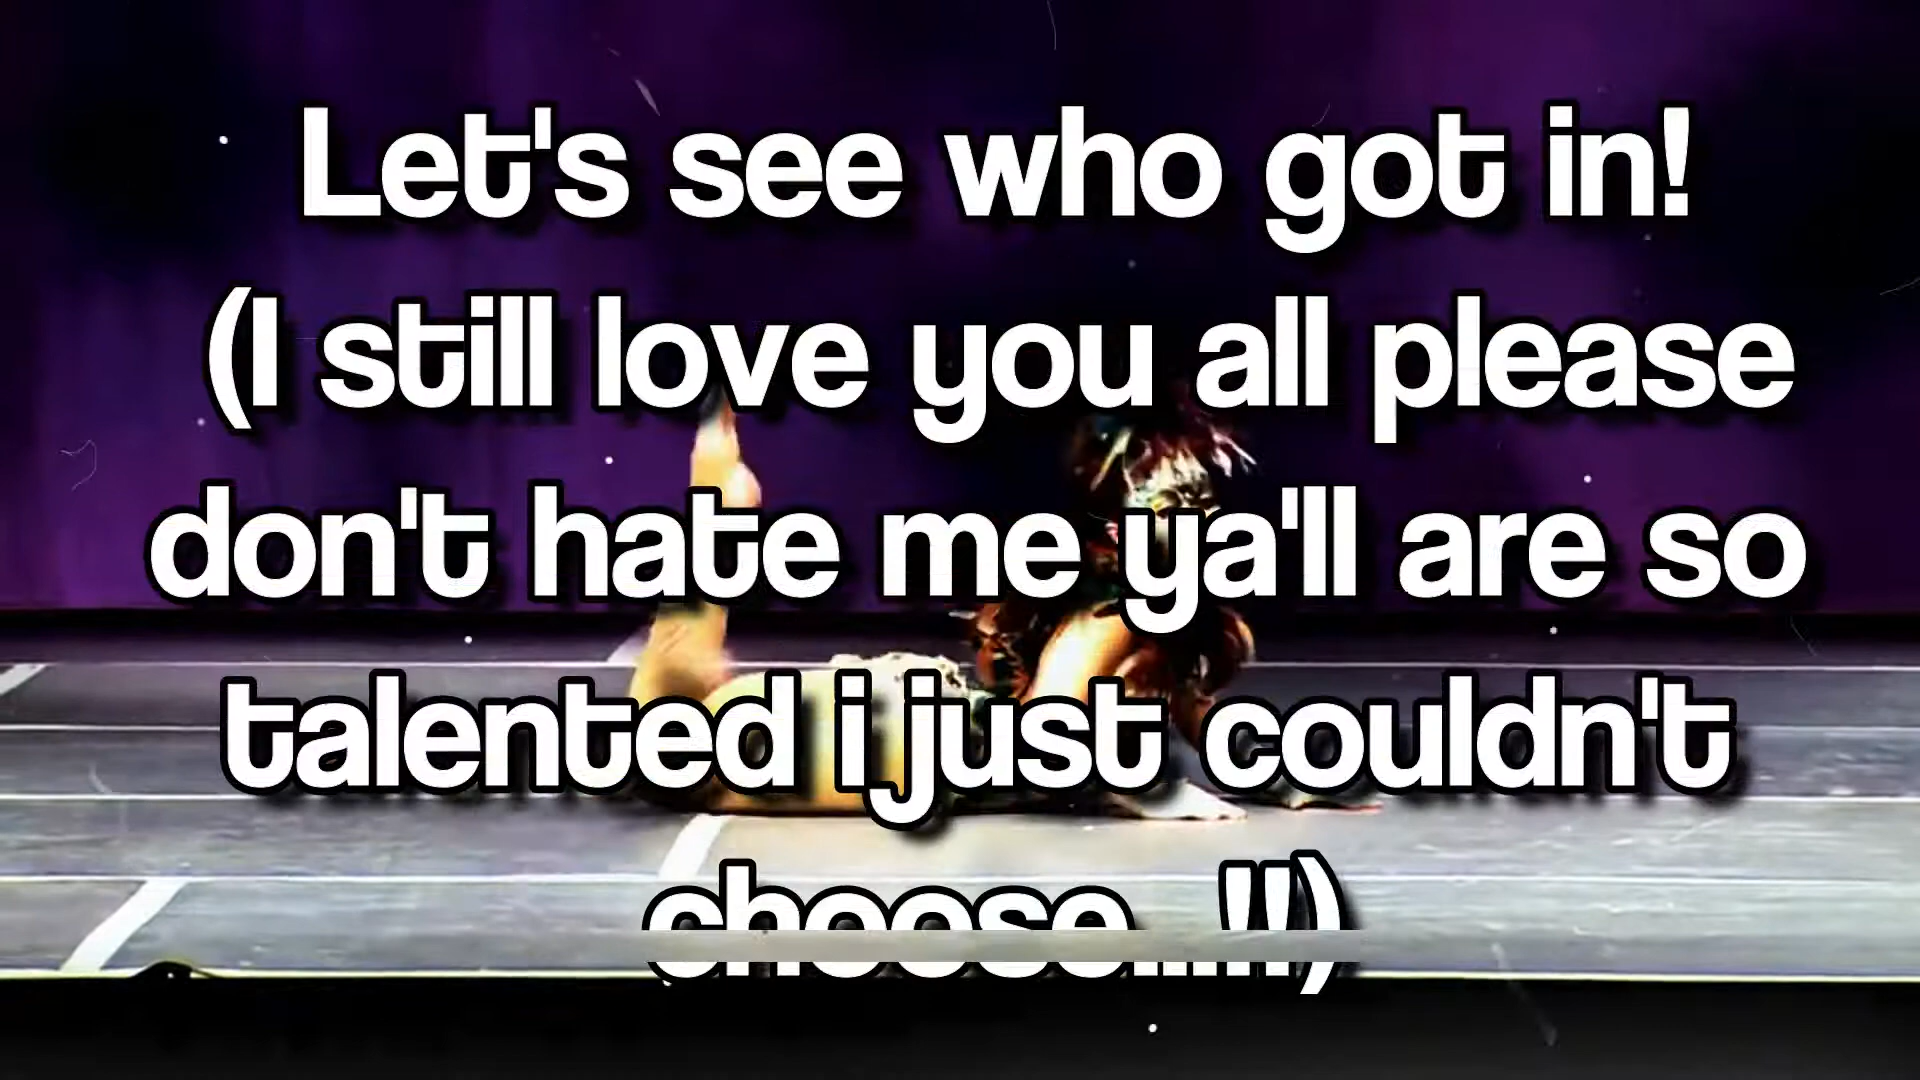 Let's see who got in!
(I still love you all please
don't hate me ya'll are so
talented i just couldn't
choose...!!)